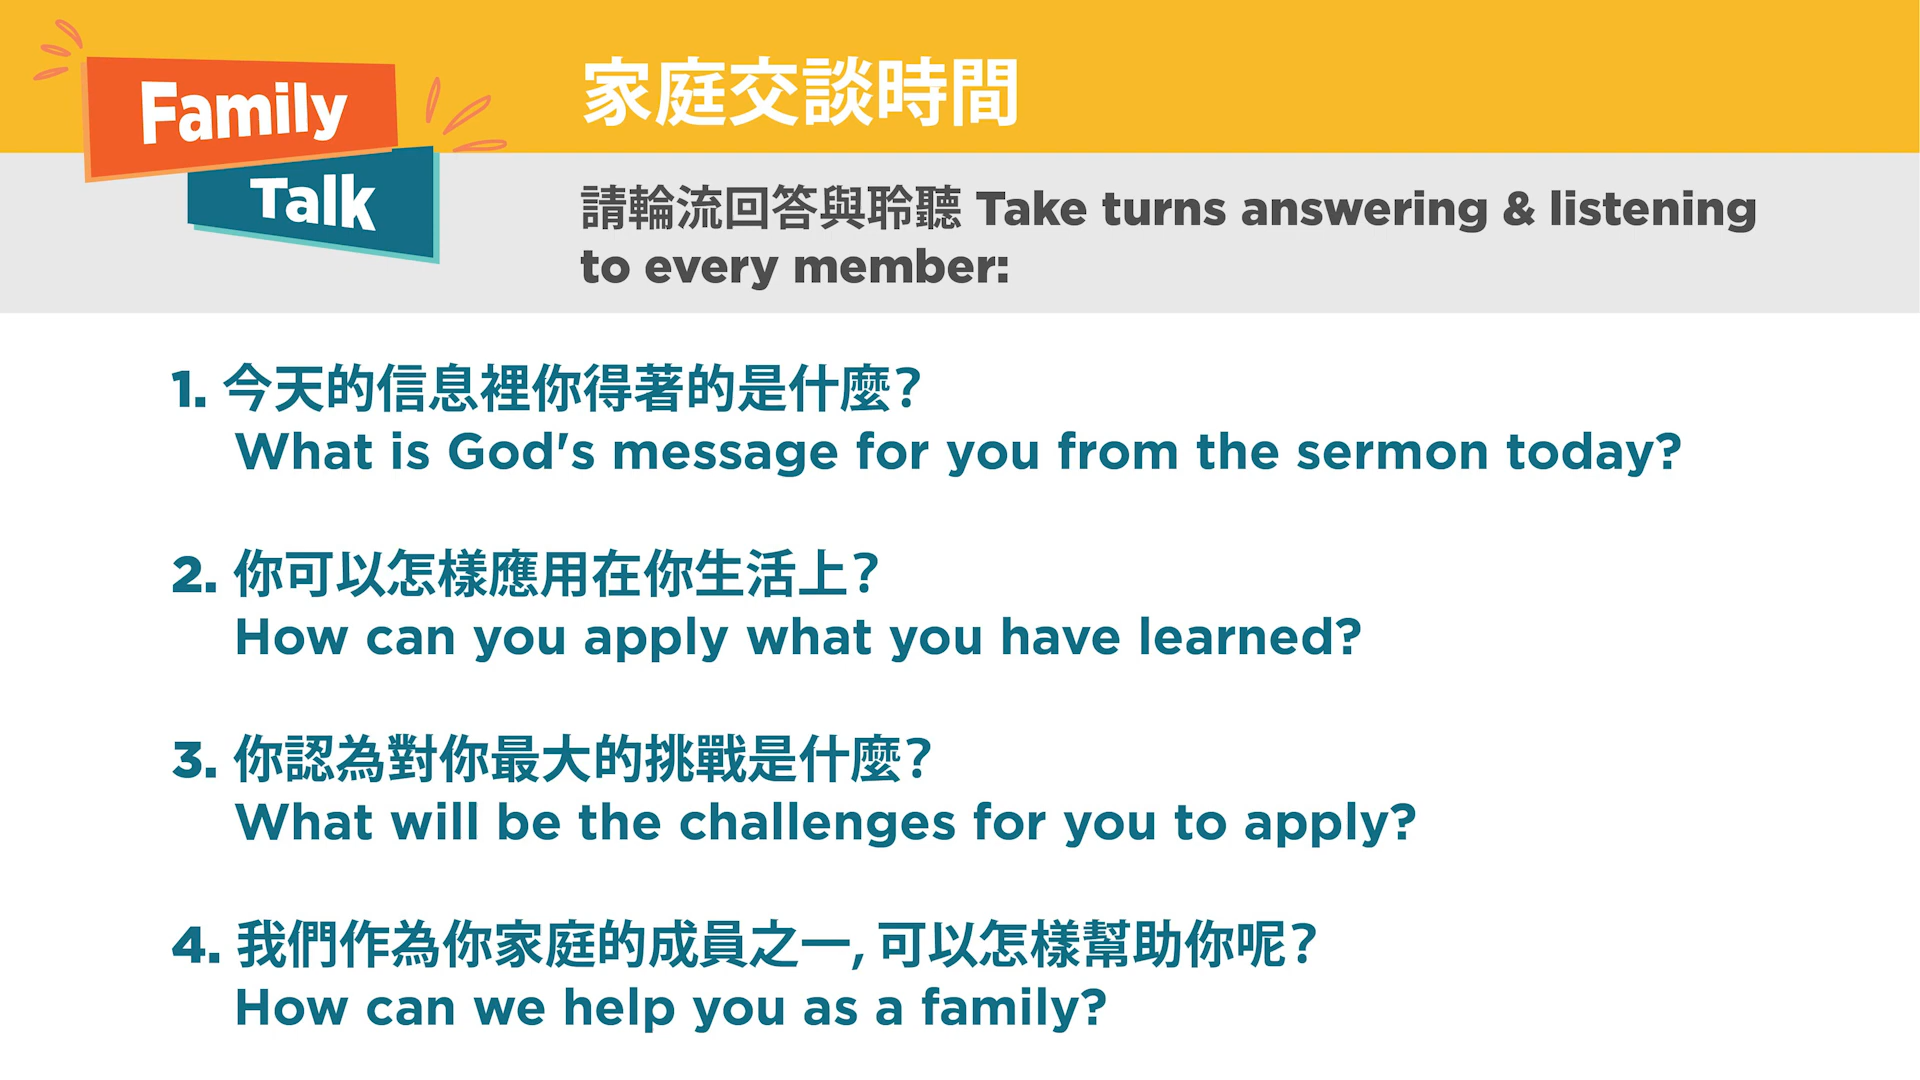 Family
Talk
家庭交談時間
請輪流回答與聆聽 Take turns answering & listening
to every member:
1. 今天的信息裡你得著的是什麼？
What is God's message for you from the sermon today?
2. 你可以怎樣應用在你生活上？
How can you apply what you have learned?
3. 你認為對你最大的挑戰是什麼？
What will be the challenges for you to apply?
4. 我們作為你家庭的成員之一, 可以怎樣幫助你呢？
How can we help you as a family?